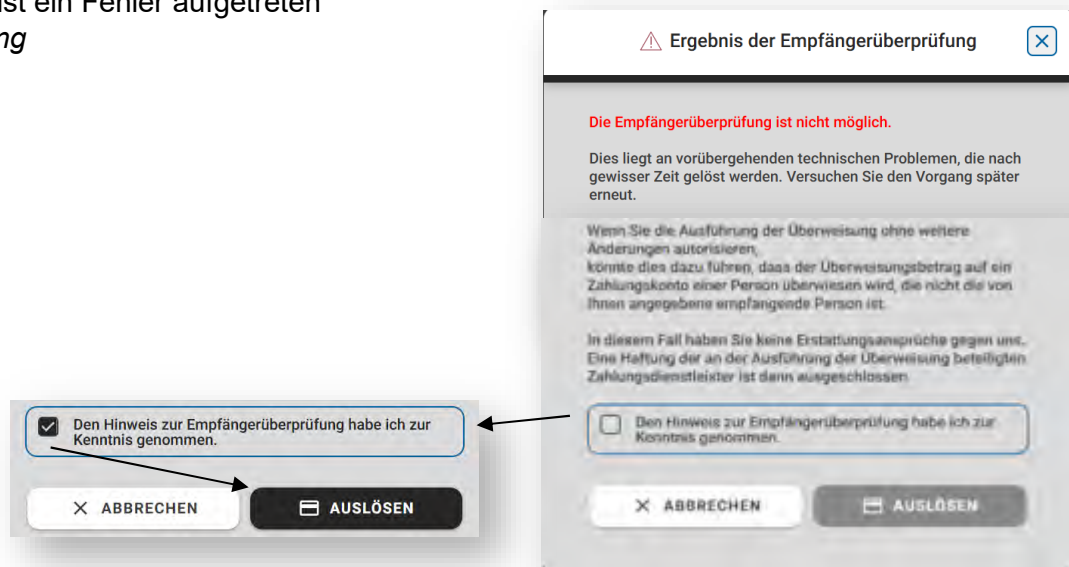 ist ein Fehler aufgetreten
ng
Ergebnis der Empfängerüberprüfung
Die Empfängerüberprüfung ist nicht möglich.
Dies liegt an vorübergehenden technischen Problemen, die nach
gewisser Zeit gelöst werden. Versuchen Sie den Vorgang später
erneut.
Wenn Sie die Ausführung der Überweisung ohne weitere
Änderungen autorisieren,
könnte dies dazu führen, dass der Überweisungsbetrag auf ein
Zahlungskonto einer Person überwiesen wird, die nicht die von
Ihnen angegebene empfangende Person ist.
In diesem Fall haben Sie keine Erstattungsansprüche gegen uns.
Eine Haftung der an der Ausführung der Überweisung beteiligten
Zahlungsdienstleister ist dann ausgeschlossen
Den Hinweis zur Empfängerüberprüfung habe ich zur
Kenntnis genommen.
ABBRECHEN
AUSLÖSEN
Den Hinweis zur Empfängerüberprüfung habe ich zur
Kenntnis genommen.
ABBRECHEN
AUSLÖSEN